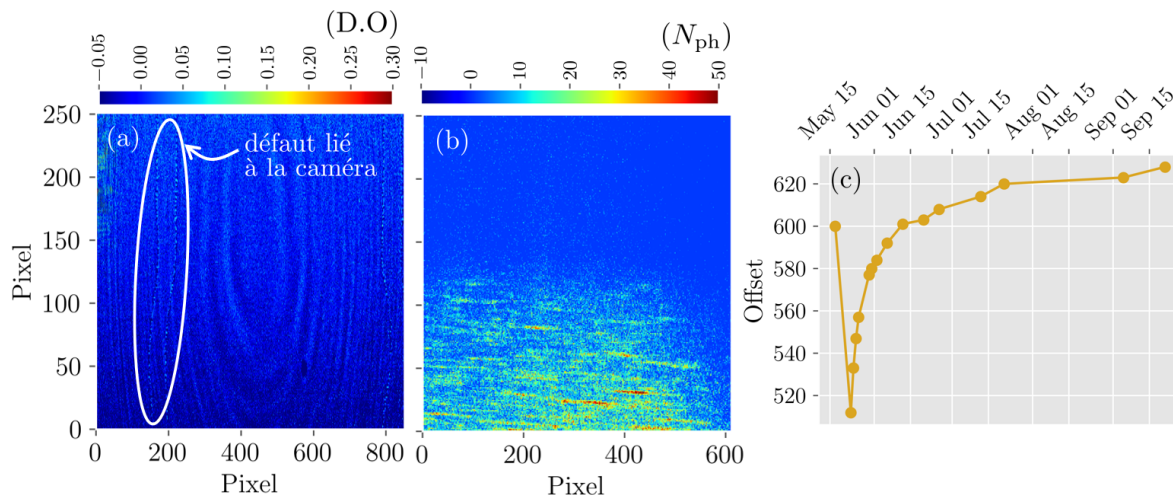 (D.O)
−0.05 0.00 0.05 0.10 0.15 0.20 0.25 0.30
(a)
défaut lié
à la caméra
250
200
150
100
50
0
Pixel
0 200 400 600 800
Pixel
(Nph)
−10 0 10 20 30 40 50
(b)
0 200 400 600
Pixel
May 15 Jun 01 Jun 15 Jul 01 Jul 15 Aug 01 Aug 15 Sep 01 Sep 15
(c)
620
600
580
560
540
520
Offset